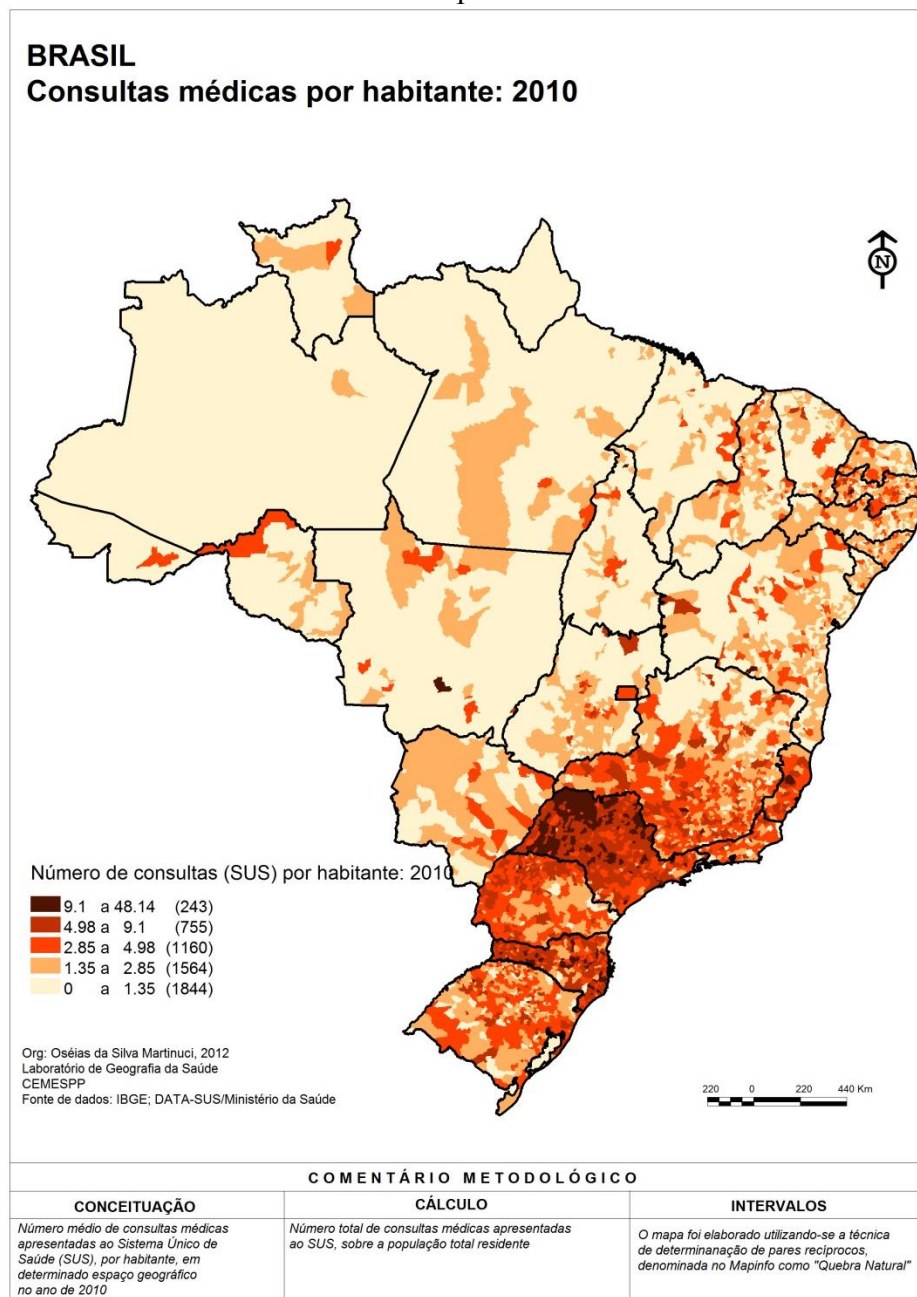 BRASIL
Consultas médicas por habitante: 2010
N
Número de consultas (SUS) por habitante: 2010
9.1 a 48.14 (243)
4.98 a 9.1 (755)
2.85 a 4.98 (1160)
1.35 a 2.85 (1564)
0 a 1.35 (1844)
Org: Oséias da Silva Martinuci, 2012
Laboratório de Geografia da Saúde
CEMESPP
Fonte de dados: IBGE; DATA-SUS/Ministério da Saúde
220 0 220 440 Km
COMENTÁRIO METODOLÓGICO
CONCEITUAÇÃO
Número médio de consultas médicas
apresentadas ao Sistema Único de
Saúde (SUS), por habitante, em
determinado espaço geográfico
no ano de 2010
CÁLCULO
Número total de consultas médicas apresentadas
ao SUS, sobre a população total residente
INTERVALOS
O mapa foi elaborado utilizando-se a técnica
de determinanação de pares recíprocos,
denominada no Mapinfo como "Quebra Natural"